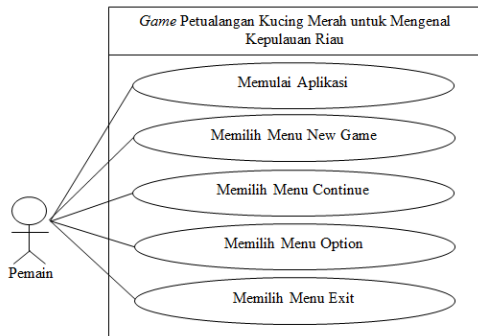 Game Petualangan Kucing Merah untuk Mengenal
Kepulauan Riau
Memulai Aplikasi
Memilih Menu New Game
Memilih Menu Continue
Memilih Menu Option
Memilih Menu Exit
Pemain